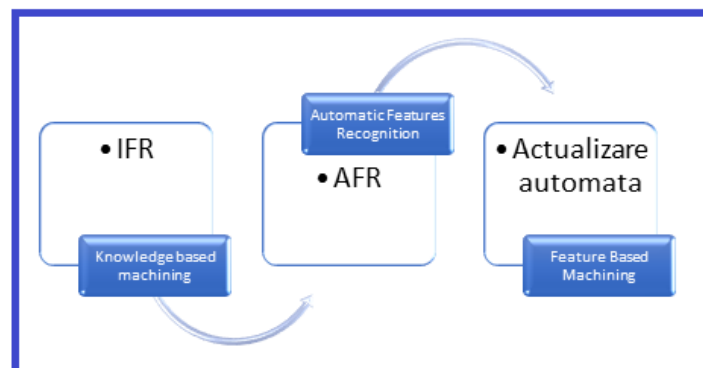 • IFR
Knowledge based
machining
Automatic Features
Recognition
• AFR
• Actualizare
automata
Feature Based
Machining